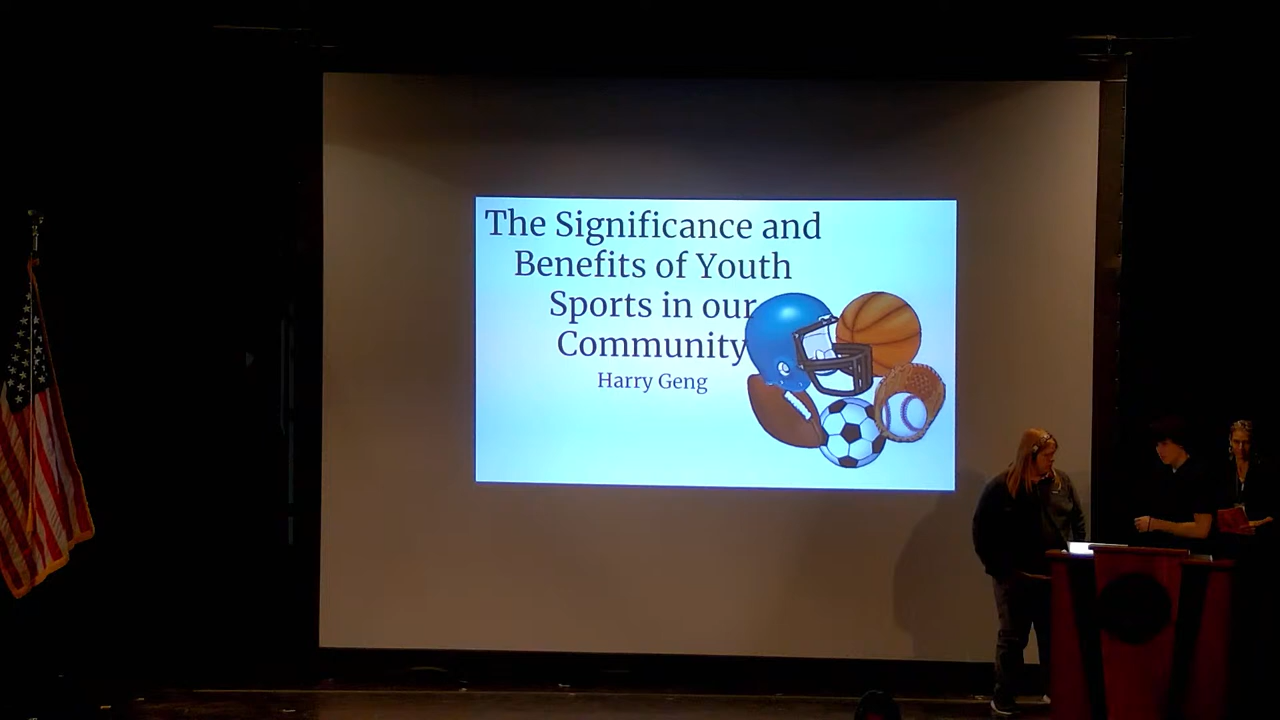 The Significance and
Benefits of Youth
Sports in our
Community
Harry Geng